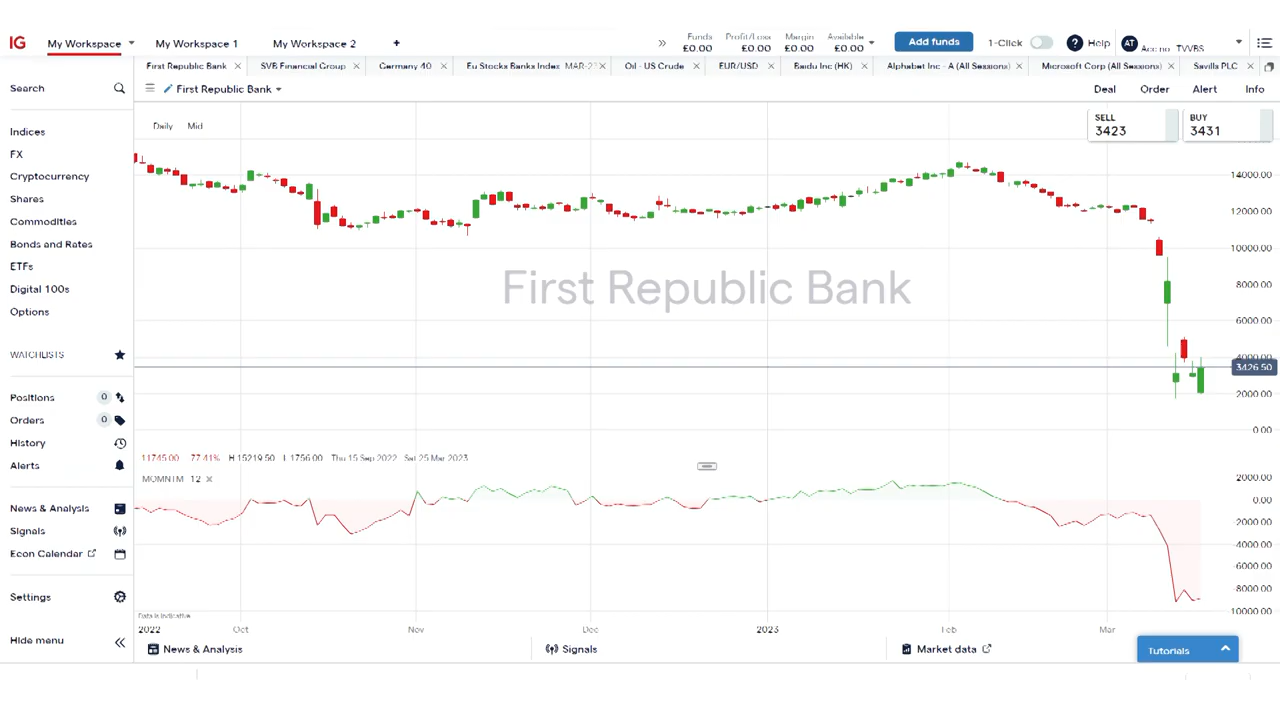 IG My Workspace My Workspace 1 My Workspace 2 + » Funds £0.00 Profit/Loss £0.00 Margin £0.00 Available £0.00 Add funds 1-Click Help AT Acc no TVVBS
First Republic Bank × SVB Financial Group × Germany 40 × Eu Stocks Banks Index × Oil - US Crude × EUR/USD × Baidu Inc (HK) × Alphabet Inc - A (All Sessions) × Microsoft Corp (All Sessions) × Savills PLC ×
Search
First Republic Bank
Deal Order Alert Info
Daily Mid
SELL 3423
BUY 3431
Indices
FX
Cryptocurrency
Shares
Commodities
Bonds and Rates
ETFs
Digital 100s
Options
WATCHLISTS
Positions 0
Orders 0
History
Alerts
News & Analysis
Signals
Econ Calendar
Settings
Hide menu
First Republic Bank
14000.00
12000.00
10000.00
8000.00
6000.00
4000.00
3426.50
2000.00
0.00
11745.00 77.41% H 15219.50 L 1756.00 Thu 15 Sep 2022 Sat 25 Mar 2023
MOMNTM 12 ×
2000.00
0.00
-2000.00
-4000.00
-6000.00
-8000.00
10000.00
Data is indicative
2022 Oct Nov Dec 2023 Feb Mar
News & Analysis Signals Market data Tutorials